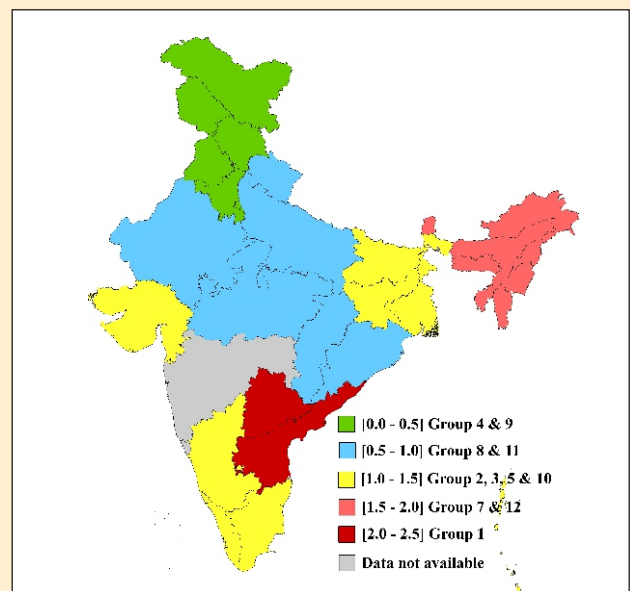 [0.0 - 0.5] Group 4 & 9
[0.5 - 1.0] Group 8 & 11
[1.0 - 1.5] Group 2, 3, 5 & 10
[1.5 - 2.0] Group 7 & 12
[2.0 - 2.5] Group 1
Data not available